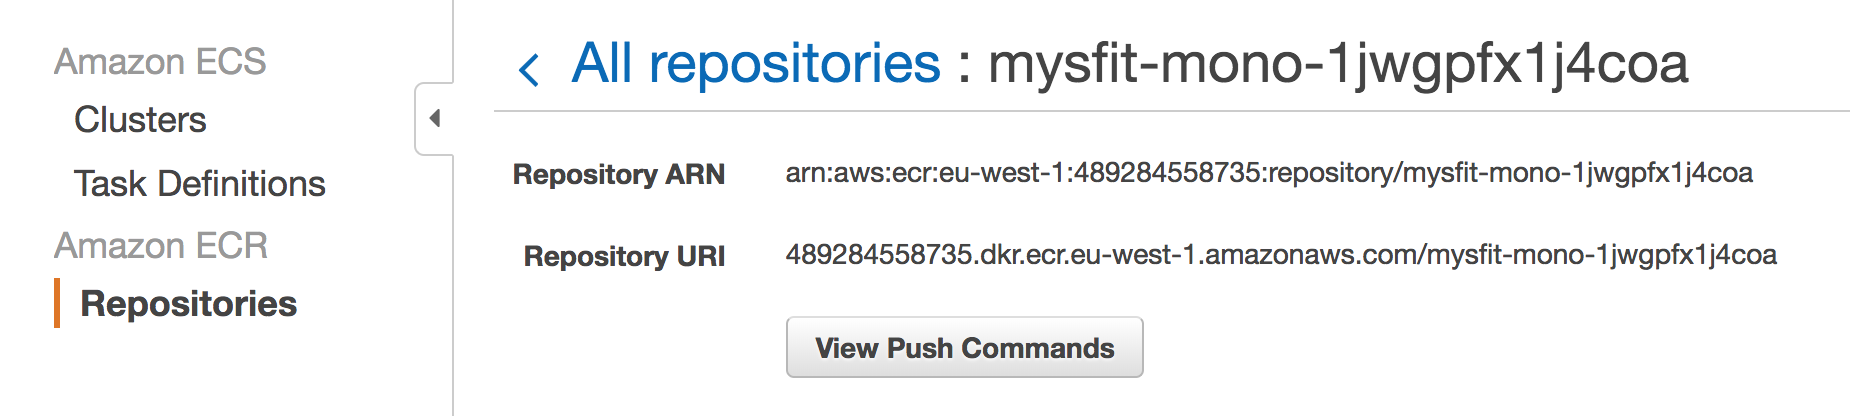 Amazon ECS
Clusters
Task Definitions
Amazon ECR
Repositories
All repositories : mysfit-mono-1jwgpfx1j4coa
Repository ARN arn:aws:ecr:eu-west-1:489284558735:repository/mysfit-mono-1jwgpfx1j4coa
Repository URI 489284558735.dkr.ecr.eu-west-1.amazonaws.com/mysfit-mono-1jwgpfx1j4coa
View Push Commands